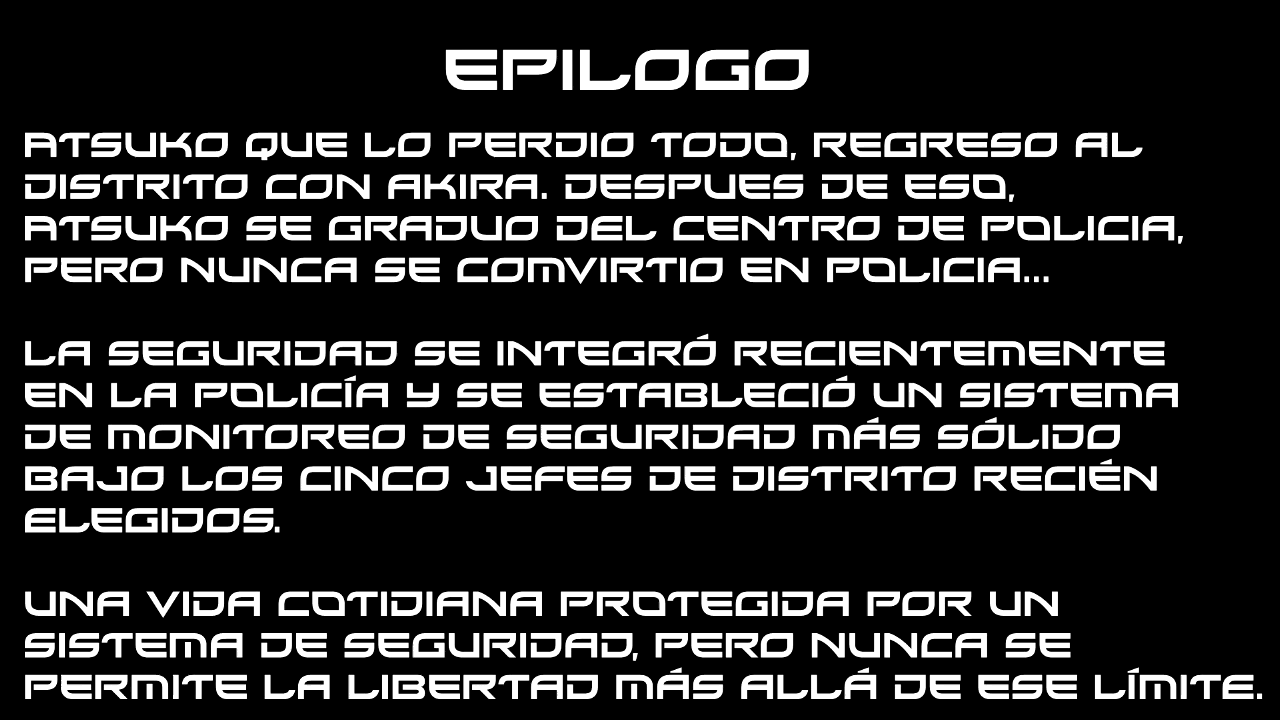 EPILOGO
ATSUKO QUE LO PERDIO TODO, REGRESO AL
DISTRITO CON AKIRA. DESPUES DE ESO,
ATSUKO SE GRADUO DEL CENTRO DE POLICIA,
PERO NUNCA SE COMVIRTIO EN POLICIA...
LA SEGURIDAD SE INTEGRÓ RECIENTEMENTE
EN LA POLICÍA Y SE ESTABLECIÓ UN SISTEMA
DE MONITOREO DE SEGURIDAD MÁS SÓLIDO
BAJO LOS CINCO JEFES DE DISTRITO RECIÉN
ELEGIDOS.
UNA VIDA COTIDIANA PROTEGIDA POR UN
SISTEMA DE SEGURIDAD, PERO NUNCA SE
PERMITE LA LIBERTAD MÁS ALLÁ DE ESE LÍMITE.